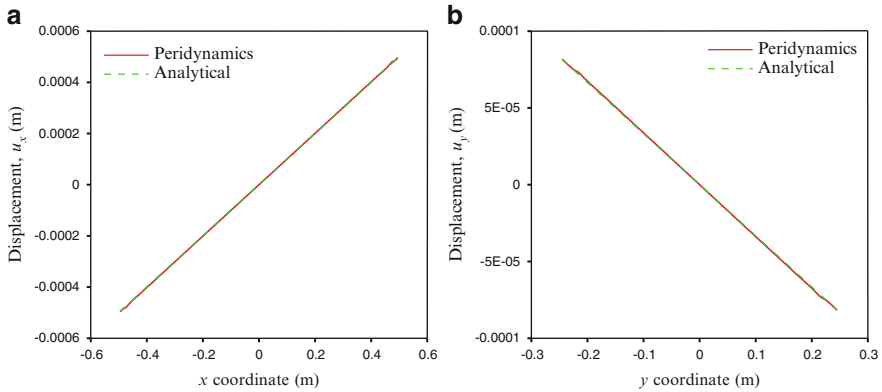 a
0.0006
0.0004
0.0002
0
-0.0002
-0.0004
-0.0006
-0.6
-0.4
-0.2
0
0.2
0.4
0.6
Displacement, uₓ (m)
x coordinate (m)
Peridynamics
Analytical
b
0.0001
5E-05
0
-5E-05
-0.0001
-0.3
-0.2
-0.1
0
0.1
0.2
0.3
Displacement, u_y (m)
y coordinate (m)
Peridynamics
Analytical